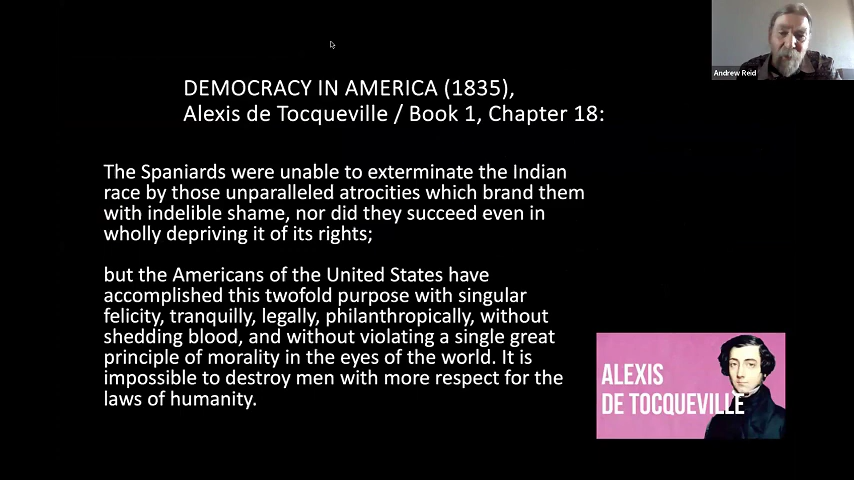 Andrew Reid
DEMOCRACY IN AMERICA (1835),
Alexis de Tocqueville / Book 1, Chapter 18:
The Spaniards were unable to exterminate the Indian
race by those unparalleled atrocities which brand them
with indelible shame, nor did they succeed even in
wholly depriving it of its rights;
but the Americans of the United States have
accomplished this twofold purpose with singular
felicity, tranquilly, legally, philanthropically, without
shedding blood, and without violating a single great
principle of morality in the eyes of the world. It is
impossible to destroy men with more respect for the
laws of humanity.
ALEXIS
DE TOCQUEVILLE